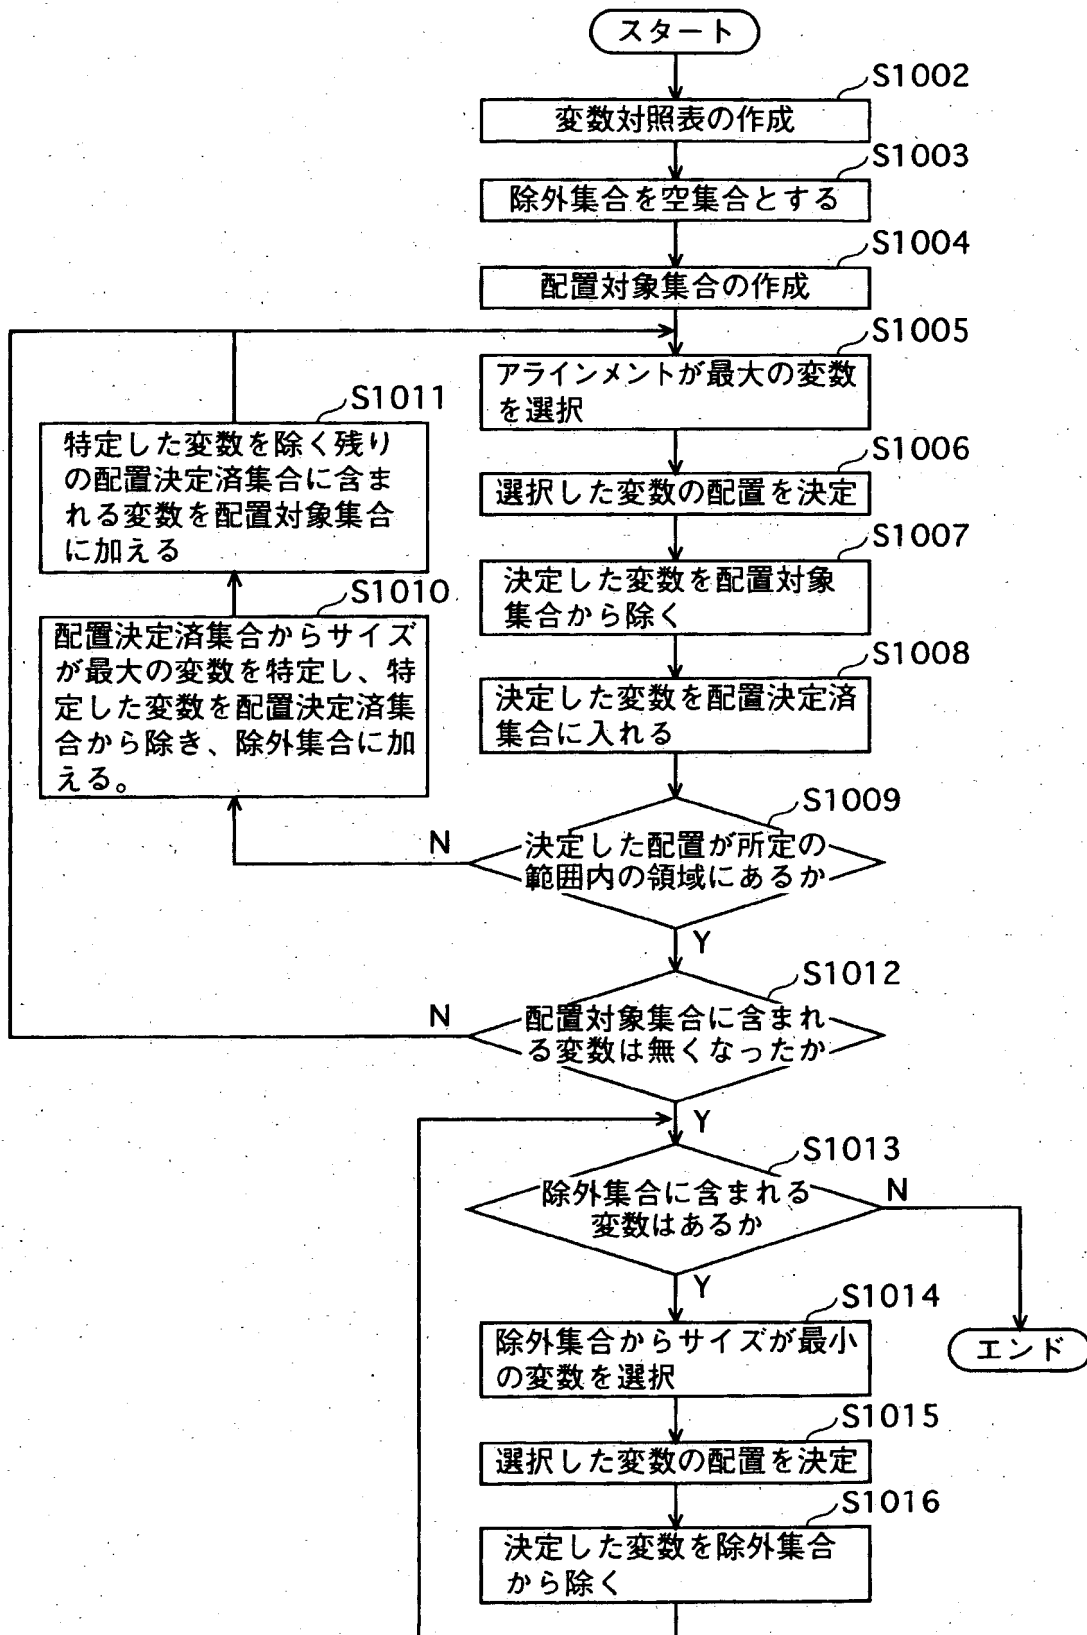 スタート
S1002
変数対照表の作成
S1003
除外集合を空集合とする
S1004
配置対象集合の作成
S1005
アラインメントが最大の変数
を選択
S1006
選択した変数の配置を決定
S1007
決定した変数を配置対象
集合から除く
S1008
決定した変数を配置決定済
集合に入れる
S1009
決定した配置が所定の
範囲内の領域にあるか
N
Y
S1010
配置決定済集合からサイズ
が最大の変数を特定し、特
定した変数を配置決定済集
合から除き、除外集合に加
える。
S1011
特定した変数を除く残り
の配置決定済集合に含ま
れる変数を配置対象集合
に加える
S1012
配置対象集合に含まれ
る変数は無くなったか
N
Y
S1013
除外集合に含まれる
変数はあるか
N
Y
エンド
S1014
除外集合からサイズが最小
の変数を選択
S1015
選択した変数の配置を決定
S1016
決定した変数を除外集合
から除く